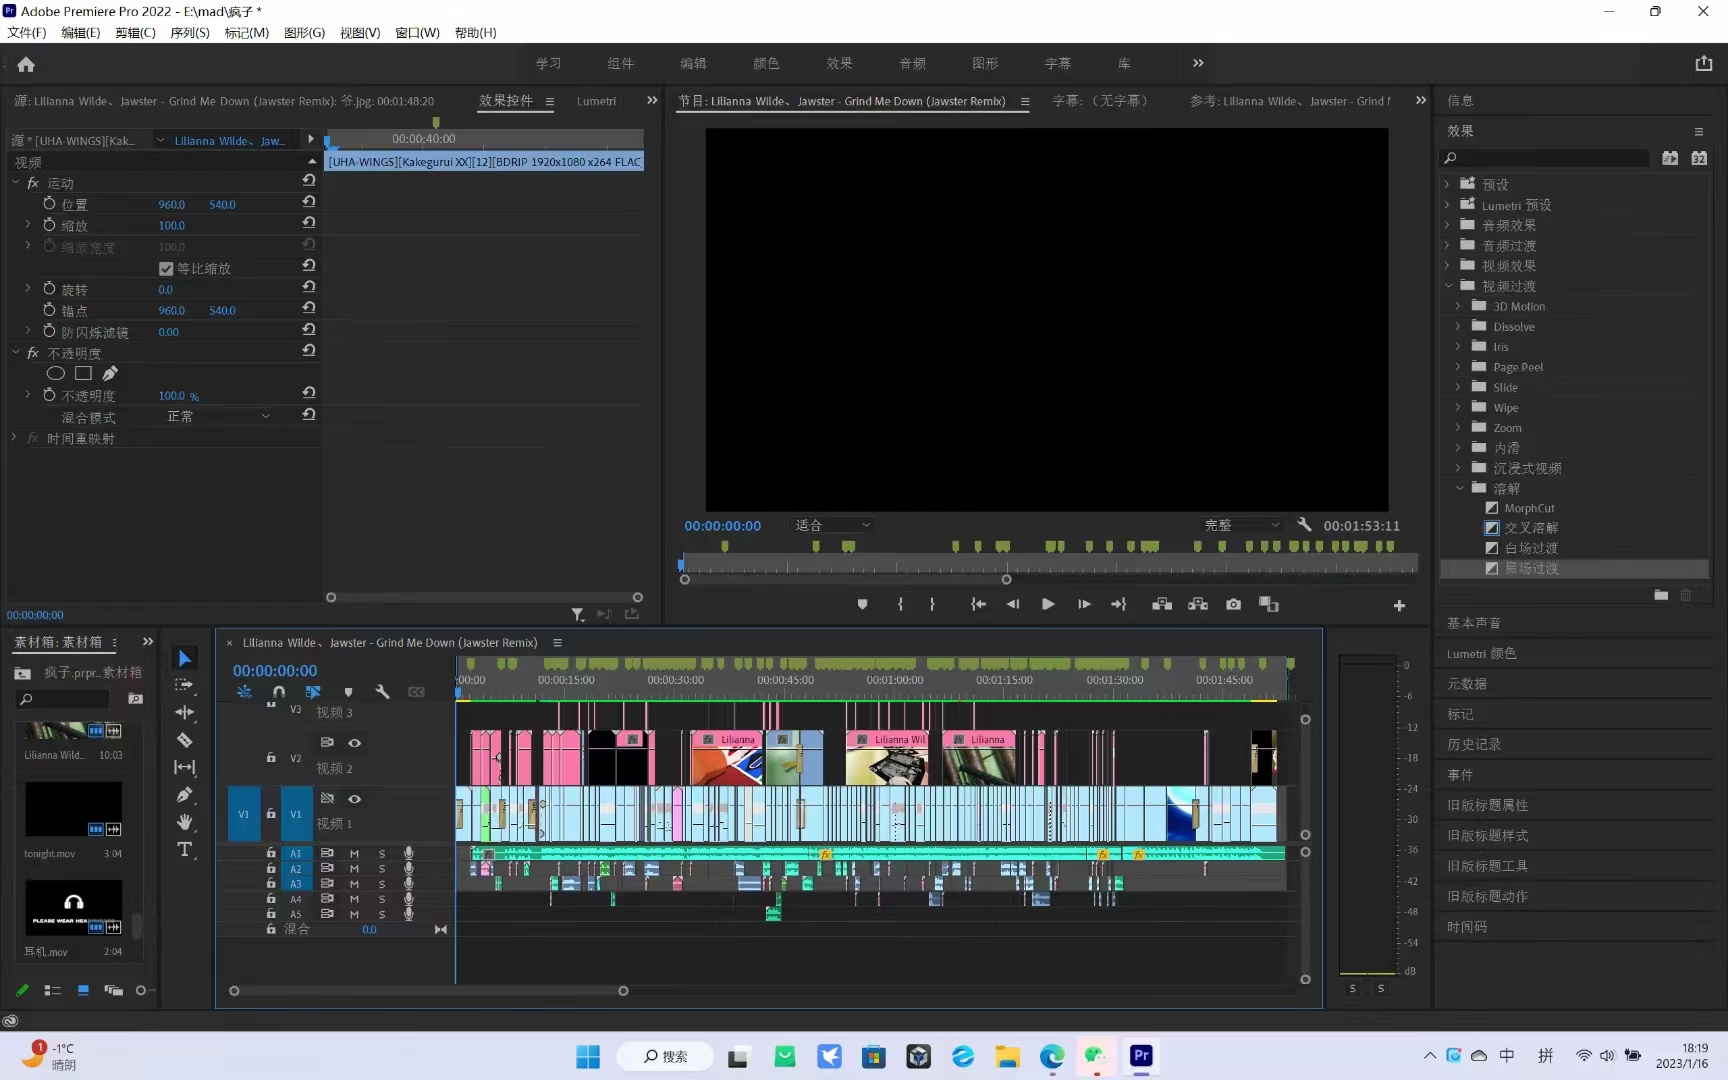 Adobe Premiere Pro 2022 - E:\mad\疯子 *
文件(F) 编辑(E) 剪辑(C) 序列(S) 标记(M) 图形(G) 视图(V) 窗口(W) 帮助(H)
学习 组件 编辑 颜色 效果 音频 图形 字幕 库
源: Lilianna Wilde、Jawster - Grind Me Down (Jawster Remix): 爷.jpg: 00:01:48:20
效果控件
Lumetri
源 * [UHA-WINGS][Kak...
Lilianna Wilde、Jaw...
00:00:40:00
[UHA-WINGS][Kakegurui XX][12][BDRIP 1920x1080 x264 FLAC]
视频
fx 运动
位置 960.0 540.0
缩放 100.0
缩放宽度 100.0
等比缩放
旋转 0.0
锚点 960.0 540.0
防闪烁滤镜 0.00
fx 不透明度
不透明度 100.0 %
混合模式 正常
fx 时间重映射
00:00:00:00
节目: Lilianna Wilde、Jawster - Grind Me Down (Jawster Remix)
字幕: (无字幕)
参考: Lilianna Wilde、Jawster - Grind
00:00:00:00 适合 完整 00:01:53:11
信息
效果
32
预设
Lumetri 预设
音频效果
音频过渡
视频效果
视频过渡
3D Motion
Dissolve
Iris
Page Peel
Slide
Wipe
Zoom
内滑
沉浸式视频
溶解
MorphCut
交叉溶解
白场过渡
黑场过渡
基本声音
Lumetri 颜色
元数据
标记
历史记录
事件
旧版标题属性
旧版标题样式
旧版标题工具
旧版标题动作
时间码
素材箱: 素材箱
疯子.prpr...素材箱
Lilianna Wild... 10:03
tonight.mov 3:04
PLEASE WEAR HEA
耳机.mov 2:04
× Lilianna Wilde、Jawster - Grind Me Down (Jawster Remix)
00:00:00:00
:00:00 00:00:15:00 00:00:30:00 00:00:45:00 00:01:00:00 00:01:15:00 00:01:30:00 00:01:45:00
V3 视频 3
V2 视频 2
Lilianna
Lilianna Wil
Lilianna
V1 V1 视频 1
A1 M S
A2 M S
A3 M S
A4 M S
A5 M S
混合 0.0
0
-6
-12
-18
-24
-30
-36
-42
-48
-54
dB
S S
1
-1°C
晴朗
搜索
Pr
中 拼
18:19
2023/1/16